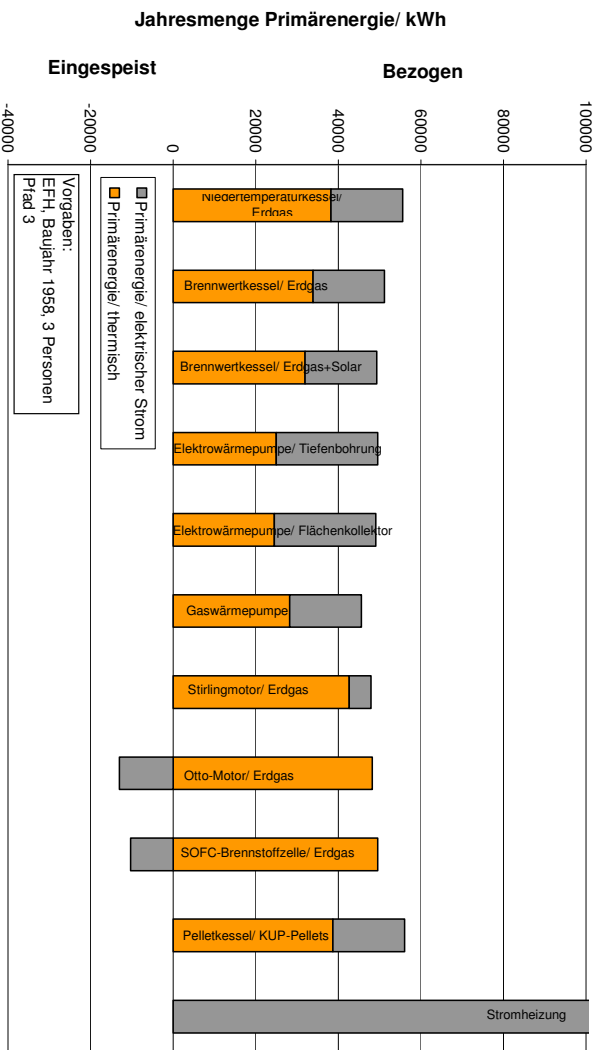 Jahresmenge Primärenergie/ kWh
Eingespeist
Bezogen
-40000
-20000
0
20000
40000
60000
80000
100000
Niedertemperaturkessel/
Erdgas
Brennwertkessel/ Erdgas
Brennwertkessel/ Erdgas+Solar
Elektrowärmepumpe/ Tiefenbohrung
Elektrowärmepumpe/ Flächenkollektor
Gaswärmepumpe
Stirlingmotor/ Erdgas
Otto-Motor/ Erdgas
SOFC-Brennstoffzelle/ Erdgas
Pelletkessel/ KUP-Pellets
Stromheizung
Primärenergie/ elektrischer Strom
Primärenergie/ thermisch
Vorgaben:
EFH, Baujahr 1958, 3 Personen
Pfad 3